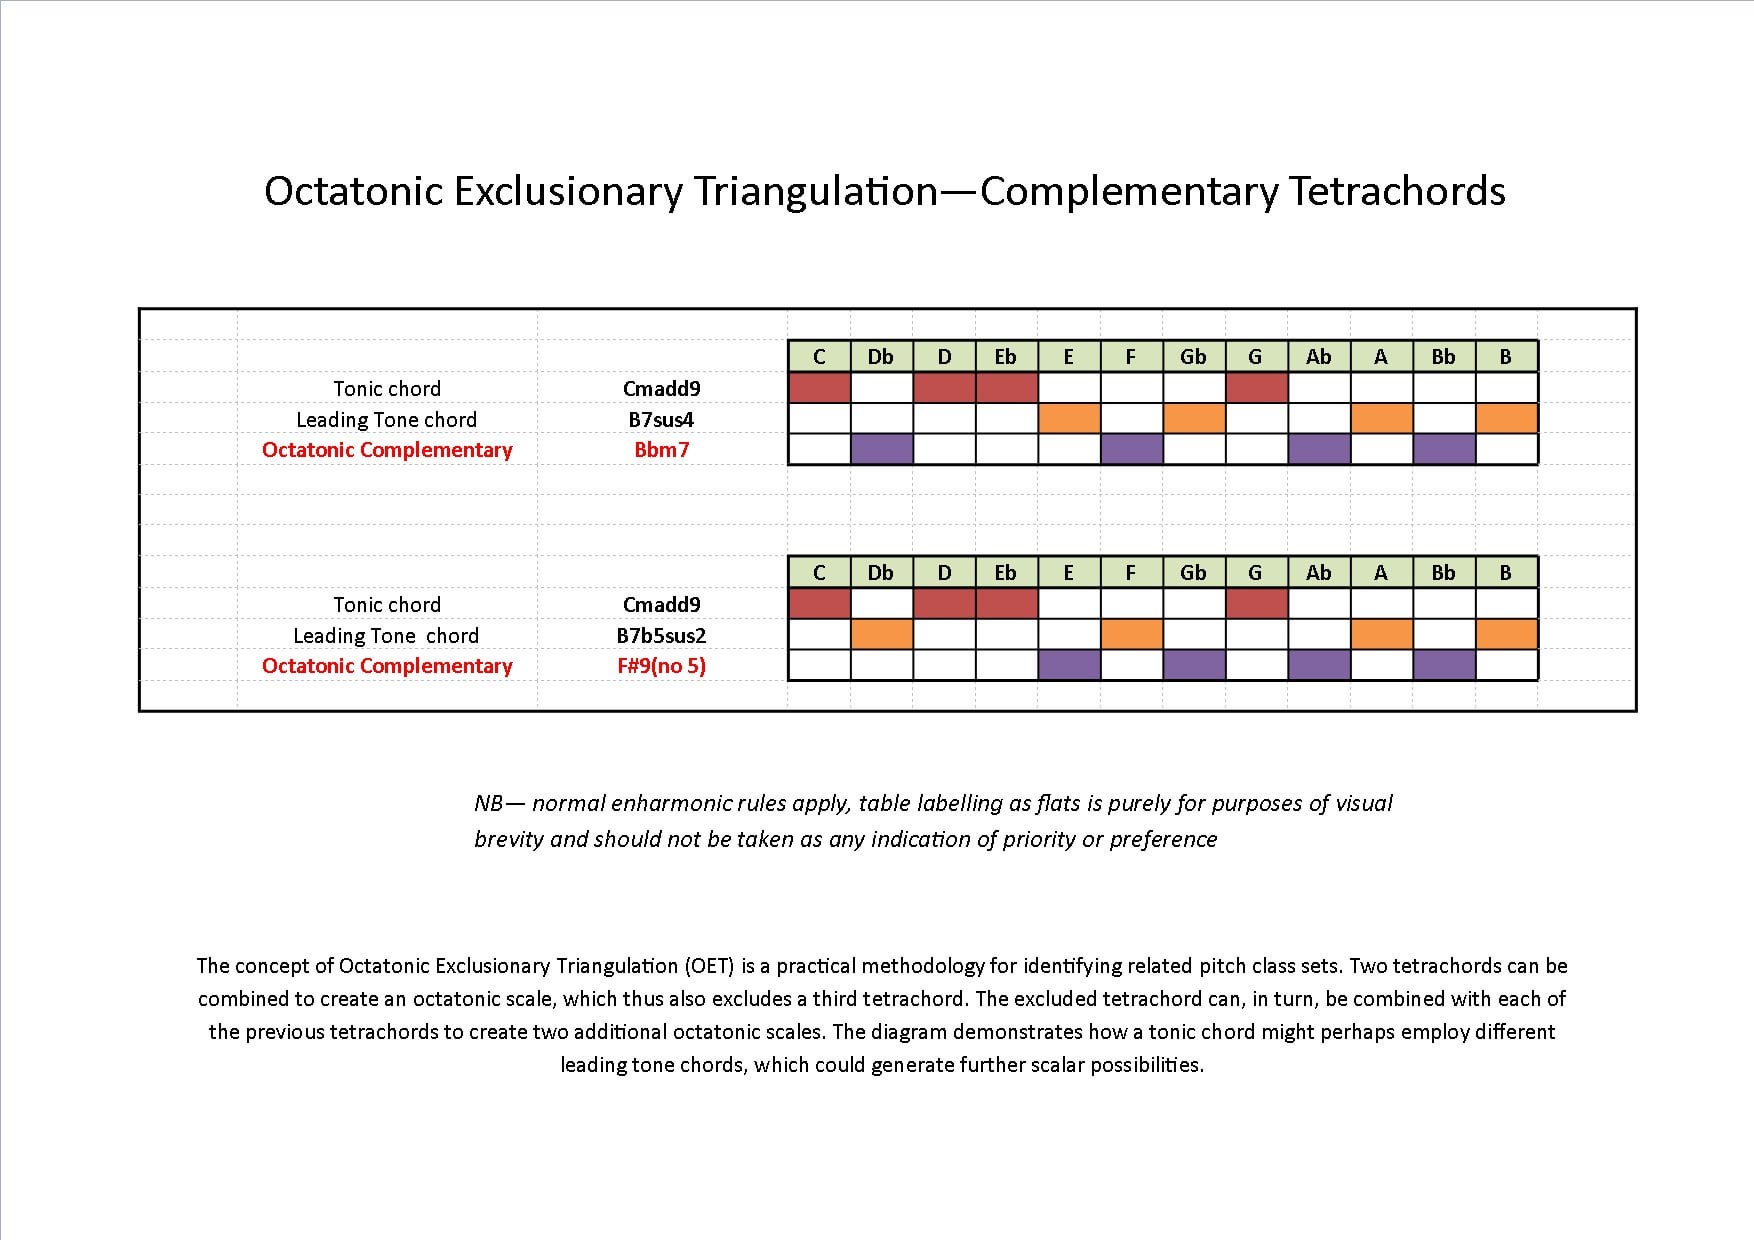 Octatonic Exclusionary Triangulation—Complementary Tetrachords
C Db D Eb E F Gb G Ab A Bb B
Tonic chord Cmadd9
Leading Tone chord B7sus4
Octatonic Complementary Bbm7
C Db D Eb E F Gb G Ab A Bb B
Tonic chord Cmadd9
Leading Tone chord B7b5sus2
Octatonic Complementary F#9(no 5)
NB— normal enharmonic rules apply, table labelling as flats is purely for purposes of visual
brevity and should not be taken as any indication of priority or preference
The concept of Octatonic Exclusionary Triangulation (OET) is a practical methodology for identifying related pitch class sets. Two tetrachords can be
combined to create an octatonic scale, which thus also excludes a third tetrachord. The excluded tetrachord can, in turn, be combined with each of
the previous tetrachords to create two additional octatonic scales. The diagram demonstrates how a tonic chord might perhaps employ different
leading tone chords, which could generate further scalar possibilities.